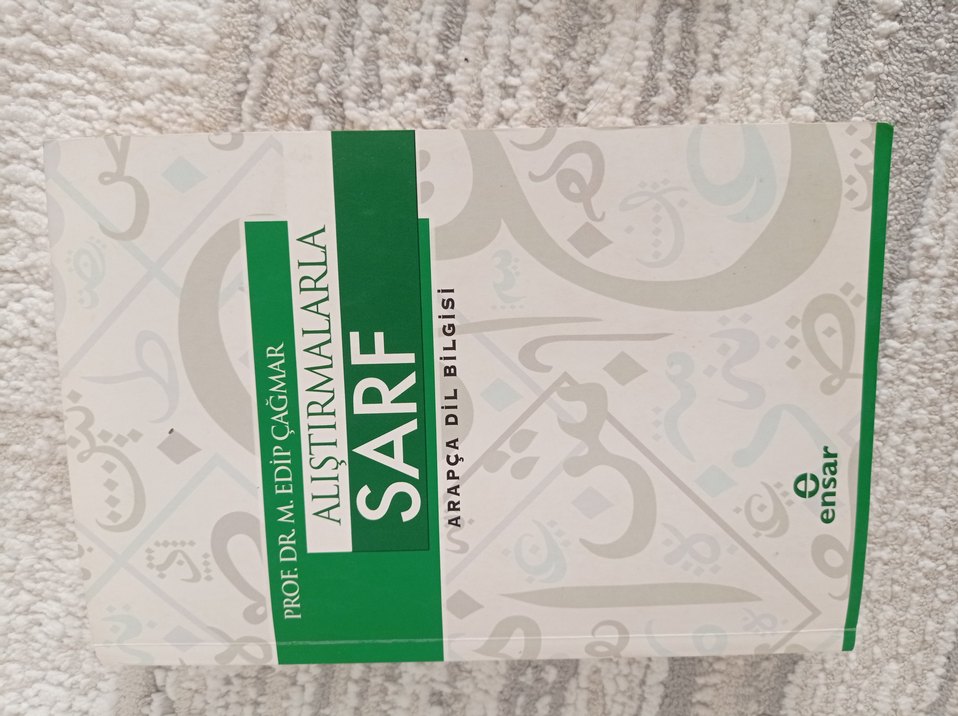 PROF. DR. M. EDİP ÇAĞMAR
ALIŞTIRMALARLA
SARF
ARAPÇA DİL BİLGİSİ
ensar